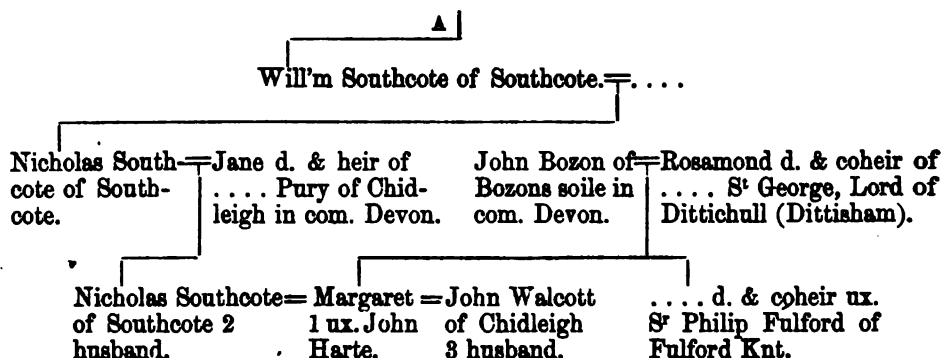 A
Will'm Southcote of Southcote.=. . . .
Nicholas South-
cote of South-
cote.
=Jane d. & heir of
. . . . Pury of Chid-
leigh in com. Devon.
John Bozon of
Bozons soile in
com. Devon.
=Rosamond d. & coheir of
. . . . Sᵗ George, Lord of
Dittichull (Dittisham).
Nicholas Southcote=
of Southcote 2
husband.
Margaret
1 ux. John
Harte.
=John Walcott
of Chidleigh
3 husband.
. . . . d. & coheir ux.
Sʳ Philip Fulford of
Fulford Knt.